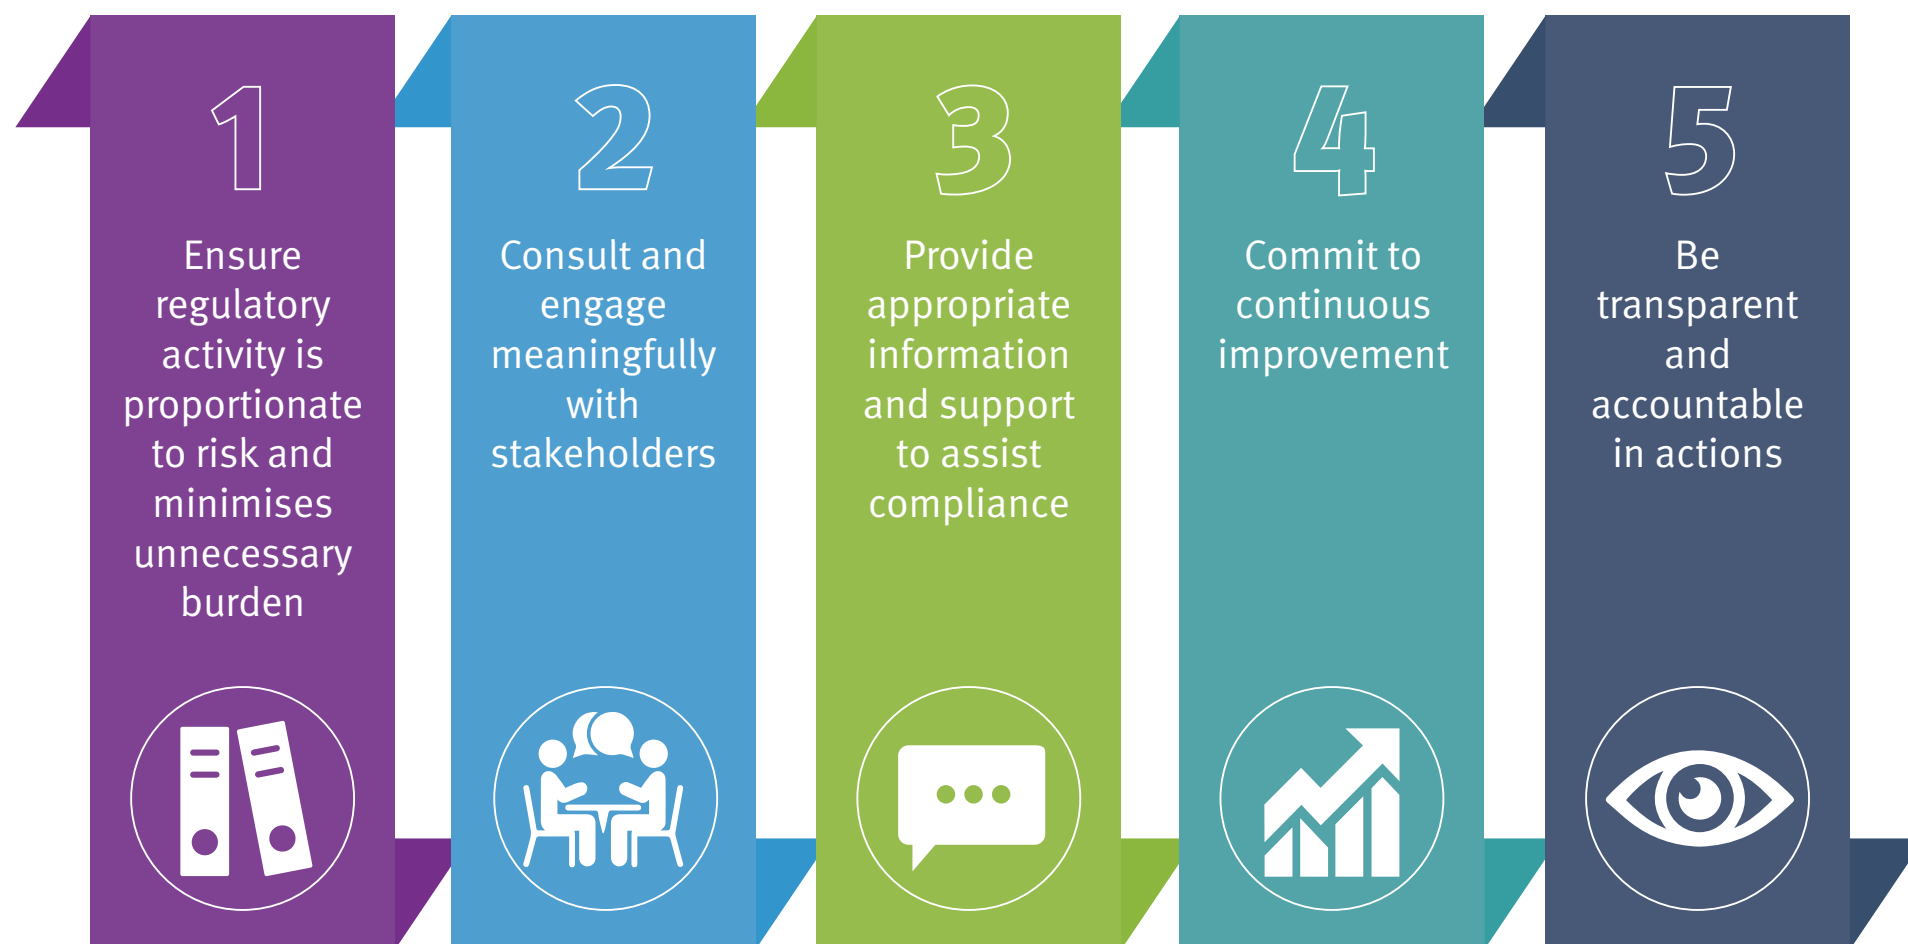 1
Ensure
regulatory
activity is
proportionate
to risk and
minimises
unnecessary
burden
2
Consult and
engage
meaningfully
with
stakeholders
3
Provide
appropriate
information
and support
to assist
compliance
4
Commit to
continuous
improvement
5
Be
transparent
and
accountable
in actions